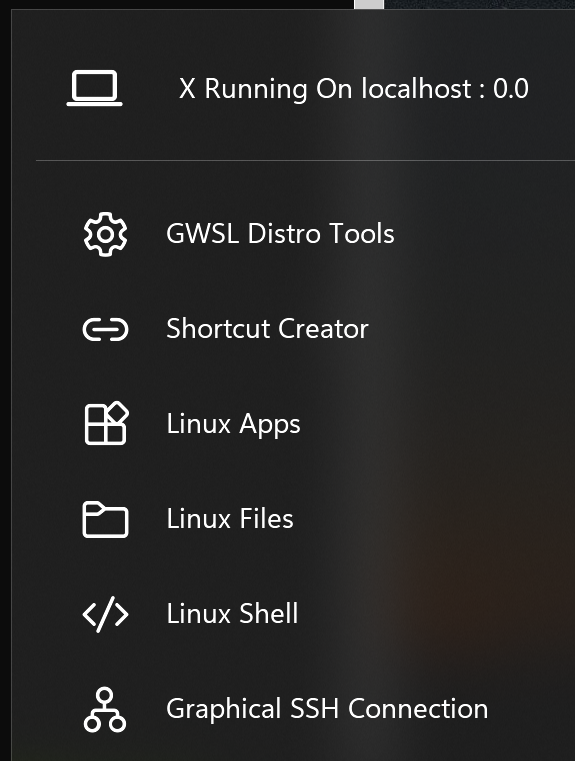 X Running On localhost : 0.0
GWSL Distro Tools
Shortcut Creator
Linux Apps
Linux Files
Linux Shell
Graphical SSH Connection